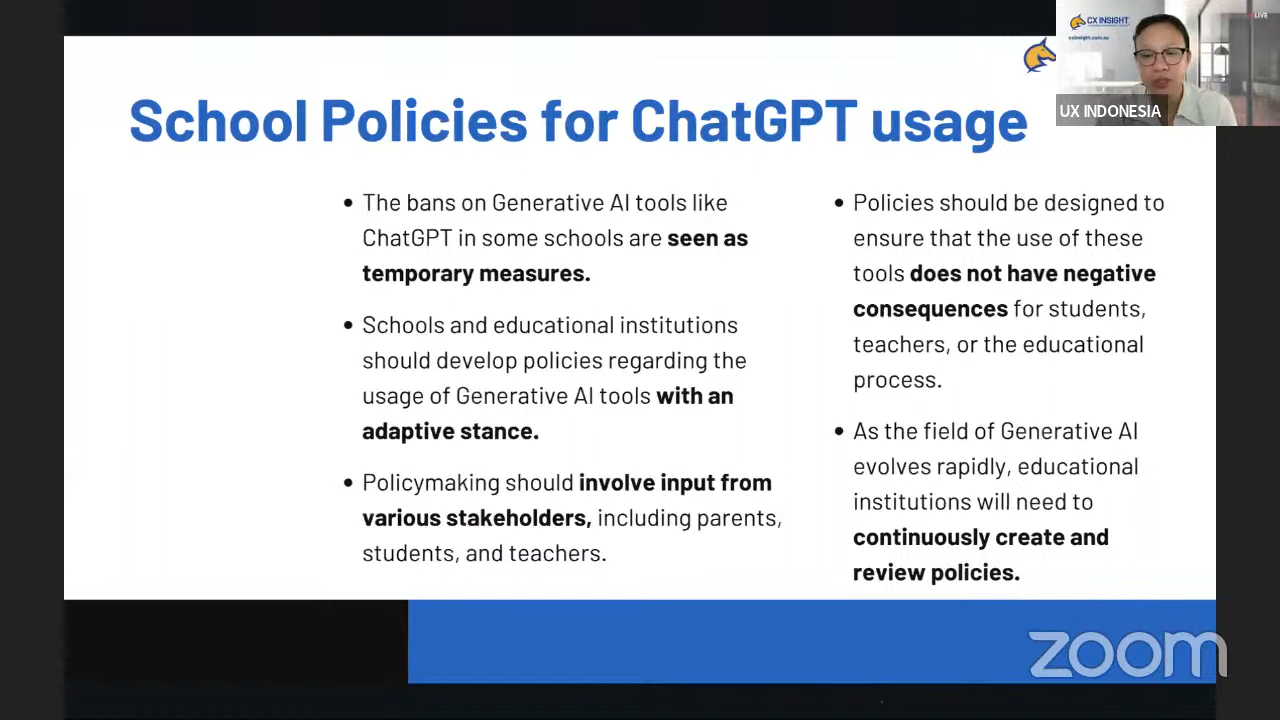 CX INSIGHT
cxinsight.com.au
LIVE
UX INDONESIA
School Policies for ChatGPT usage
• The bans on Generative AI tools like
ChatGPT in some schools are seen as
temporary measures.
• Schools and educational institutions
should develop policies regarding the
usage of Generative AI tools with an
adaptive stance.
• Policymaking should involve input from
various stakeholders, including parents,
students, and teachers.
• Policies should be designed to
ensure that the use of these
tools does not have negative
consequences for students,
teachers, or the educational
process.
• As the field of Generative AI
evolves rapidly, educational
institutions will need to
continuously create and
review policies.
zoom